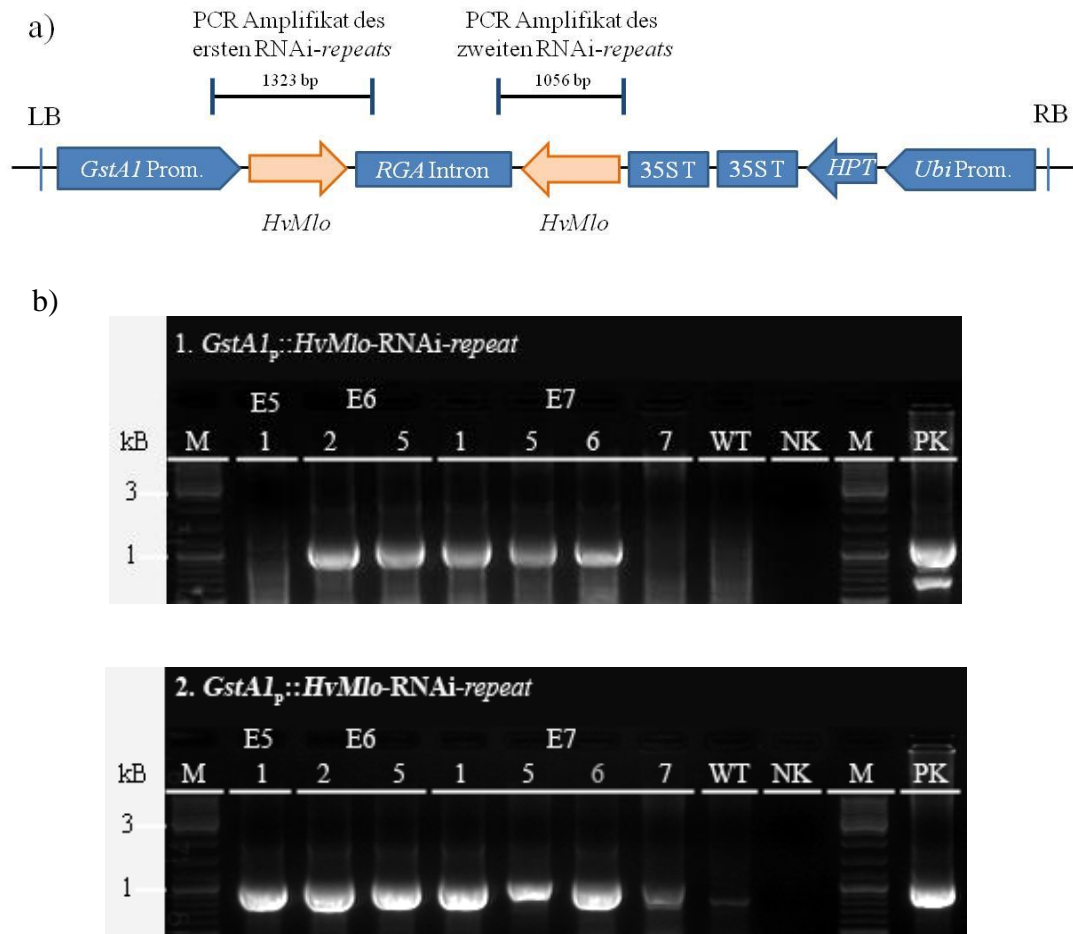 a)
PCR Amplifikat des
ersten RNAi-repeats
1323 bp
PCR Amplifikat des
zweiten RNAi-repeats
1056 bp
LB
RB
GstA1 Prom.
RGA Intron
35S T
35S T
HPT
Ubi Prom.
HvMlo
HvMlo
b)
1. GstA1p::HvMlo-RNAi-repeat
E5 E6 E7
kB M 1 2 5 1 5 6 7 WT NK M PK
3
1
2. GstA1p::HvMlo-RNAi-repeat
E5 E6 E7
kB M 1 2 5 1 5 6 7 WT NK M PK
3
1